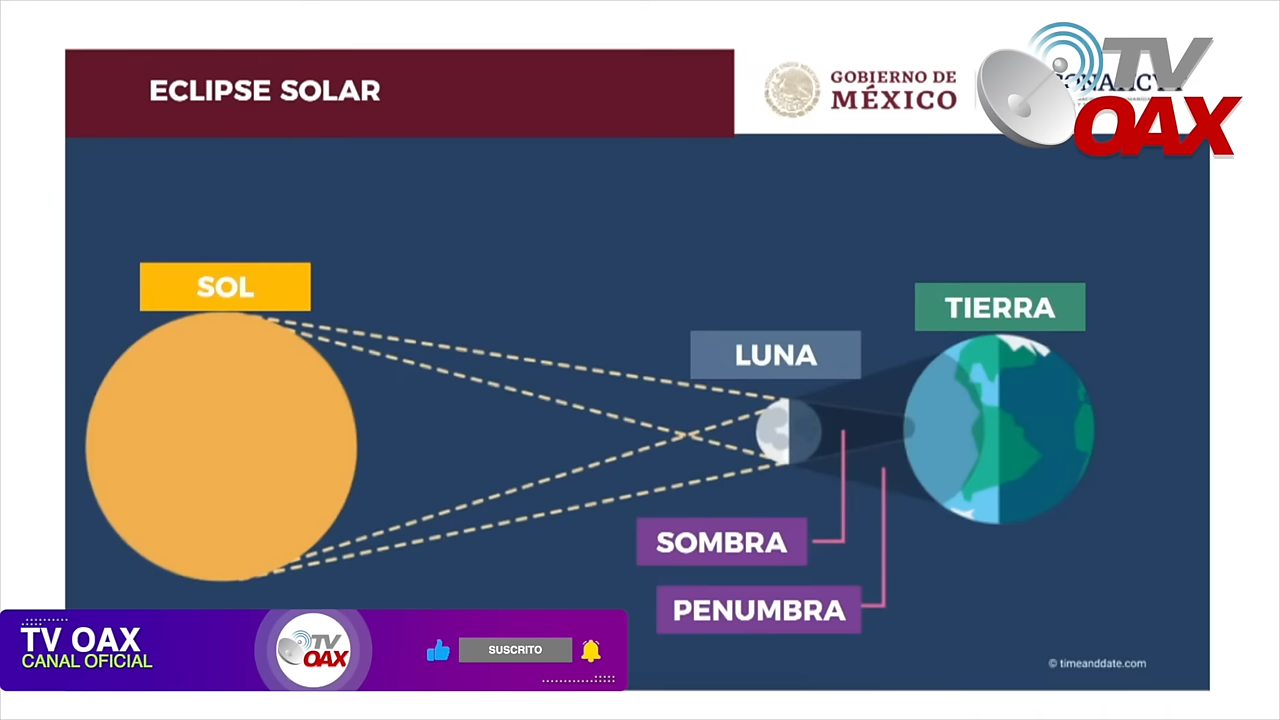 ECLIPSE SOLAR
GOBIERNO DE
MÉXICO
TV
OAX
SOL
TIERRA
LUNA
SOMBRA
PENUMBRA
TV OAX
CANAL OFICIAL
TV
OAX
SUSCRITO
© timeanddate.com